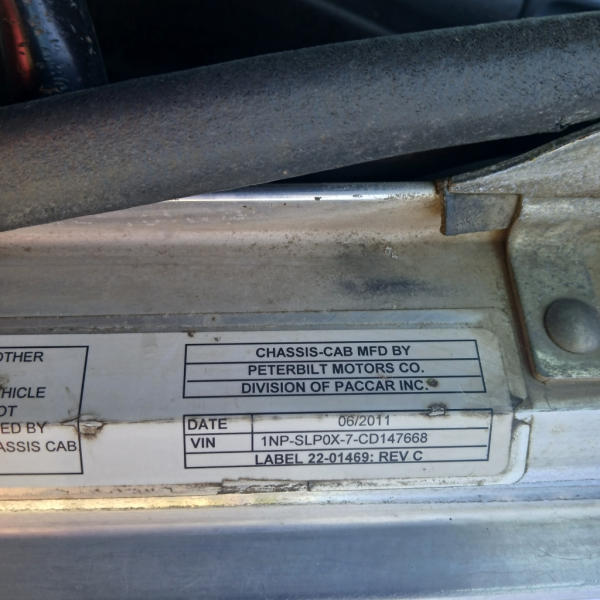 OTHER
EHICLE
OT
ED BY
ASSIS CAB
CHASSIS-CAB MFD BY
PETERBILT MOTORS CO.
DIVISION OF PACCAR INC.
DATE 06/2011
VIN 1NP-SLP0X-7-CD147668
LABEL 22-01469: REV C